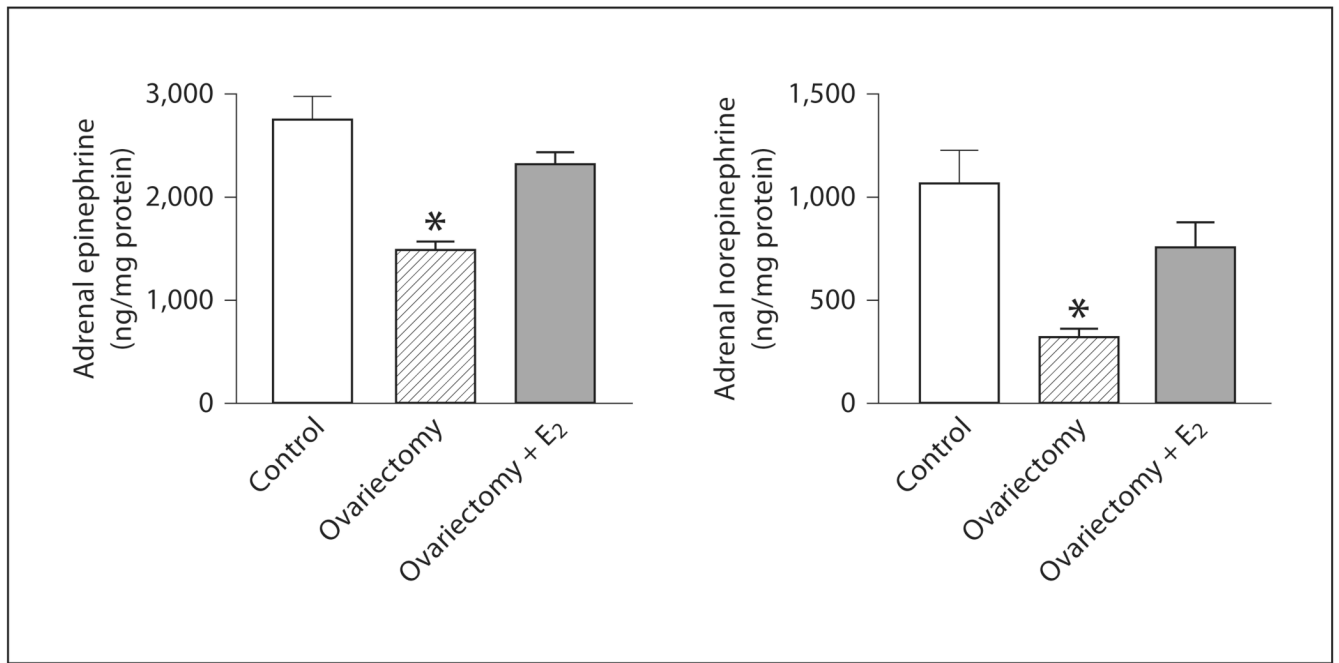 Adrenal epinephrine
(ng/mg protein)
3,000
2,000
1,000
0
*
Control
Ovariectomy
Ovariectomy + E₂
Adrenal norepinephrine
(ng/mg protein)
1,500
1,000
500
0
*
Control
Ovariectomy
Ovariectomy + E₂